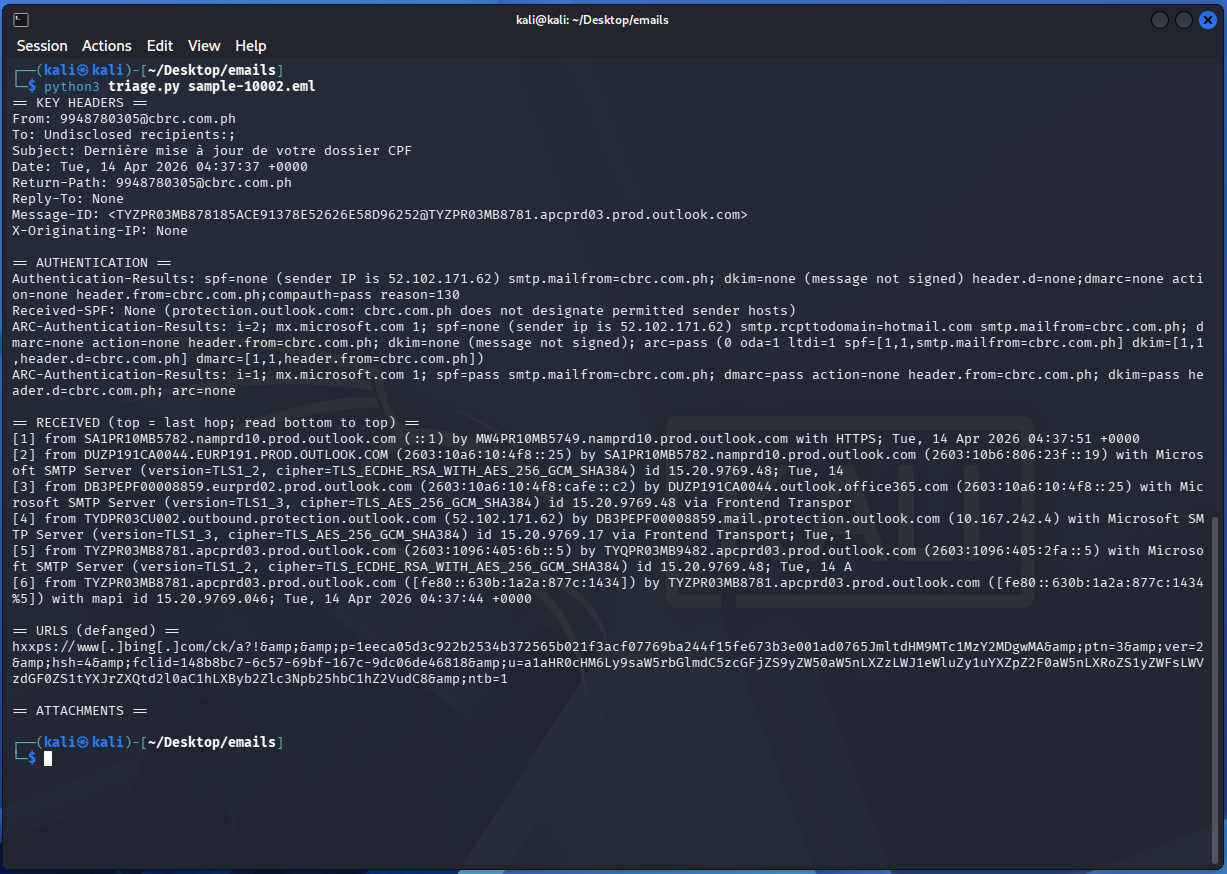 kali@kali: ~/Desktop/emails
Session Actions Edit View Help
┌──(kali㉿kali)-[~/Desktop/emails]
└─$ python3 triage.py sample-10002.eml
== KEY HEADERS ==
From: 9948780305@cbrc.com.ph
To: Undisclosed recipients:;
Subject: Dernière mise à jour de votre dossier CPF
Date: Tue, 14 Apr 2026 04:37:37 +0000
Return-Path: 9948780305@cbrc.com.ph
Reply-To: None
Message-ID: <TYZPR03MB878185ACE91378E52626E58D96252@TYZPR03MB8781.apcprd03.prod.outlook.com>
X-Originating-IP: None
== AUTHENTICATION ==
Authentication-Results: spf=none (sender IP is 52.102.171.62) smtp.mailfrom=cbrc.com.ph; dkim=none (message not signed) header.d=none;dmarc=none acti
on=none header.from=cbrc.com.ph;compauth=pass reason=130
Received-SPF: None (protection.outlook.com: cbrc.com.ph does not designate permitted sender hosts)
ARC-Authentication-Results: i=2; mx.microsoft.com 1; spf=none (sender ip is 52.102.171.62) smtp.rcpttodomain=hotmail.com smtp.mailfrom=cbrc.com.ph; d
marc=none action=none header.from=cbrc.com.ph; dkim=none (message not signed); arc=pass (0 oda=1 ltdi=1 spf=[1,1,smtp.mailfrom=cbrc.com.ph] dkim=[1,1
,header.d=cbrc.com.ph] dmarc=[1,1,header.from=cbrc.com.ph])
ARC-Authentication-Results: i=1; mx.microsoft.com 1; spf=pass smtp.mailfrom=cbrc.com.ph; dmarc=pass action=none header.from=cbrc.com.ph; dkim=pass he
ader.d=cbrc.com.ph; arc=none
== RECEIVED (top = last hop; read bottom to top) ==
[1] from SA1PR10MB5782.namprd10.prod.outlook.com (::1) by MW4PR10MB5749.namprd10.prod.outlook.com with HTTPS; Tue, 14 Apr 2026 04:37:51 +0000
[2] from DUZP191CA0044.EURP191.PROD.OUTLOOK.COM (2603:10a6:10:4f8::25) by SA1PR10MB5782.namprd10.prod.outlook.com (2603:10b6:806:23f::19) with Micros
oft SMTP Server (version=TLS1_2, cipher=TLS_ECDHE_RSA_WITH_AES_256_GCM_SHA384) id 15.20.9769.48; Tue, 14
[3] from DB3PEPF00008859.eurprd02.prod.outlook.com (2603:10a6:10:4f8:cafe::c2) by DUZP191CA0044.outlook.office365.com (2603:10a6:10:4f8::25) with Mic
rosoft SMTP Server (version=TLS1_3, cipher=TLS_AES_256_GCM_SHA384) id 15.20.9769.48 via Frontend Transpor
[4] from TYDPR03CU002.outbound.protection.outlook.com (52.102.171.62) by DB3PEPF00008859.mail.protection.outlook.com (10.167.242.4) with Microsoft SM
TP Server (version=TLS1_3, cipher=TLS_AES_256_GCM_SHA384) id 15.20.9769.17 via Frontend Transport; Tue, 1
[5] from TYZPR03MB8781.apcprd03.prod.outlook.com (2603:1096:405:6b::5) by TYQPR03MB9482.apcprd03.prod.outlook.com (2603:1096:405:2fa::5) with Microso
ft SMTP Server (version=TLS1_2, cipher=TLS_ECDHE_RSA_WITH_AES_256_GCM_SHA384) id 15.20.9769.48; Tue, 14 A
[6] from TYZPR03MB8781.apcprd03.prod.outlook.com ([fe80::630b:1a2a:877c:1434]) by TYZPR03MB8781.apcprd03.prod.outlook.com ([fe80::630b:1a2a:877c:1434
%5]) with mapi id 15.20.9769.046; Tue, 14 Apr 2026 04:37:44 +0000
== URLS (defanged) ==
hxxps://www[.]bing[.]com/ck/a?!&amp;&amp;p=1eeca05d3c922b2534b372565b021f3acf07769ba244f15fe673b3e001ad0765JmltdHM9MTc1MzY2MDgwMA&amp;ptn=3&amp;ver=2
&amp;hsh=4&amp;fclid=148b8bc7-6c57-69bf-167c-9dc06de46818&amp;u=a1aHR0cHM6Ly9saW5rbGlmdC5zcGFjZS9yZW50aW5nLXZzLWJ1eWluZy1uYXZpZ2F0aW5nLXRoZS1yZWFsLWV
zdGF0ZS1tYXJrZXQtd2l0aC1hLXByb2Zlc3Npb25hbC1hZ2VudC8&amp;ntb=1
== ATTACHMENTS ==
┌──(kali㉿kali)-[~/Desktop/emails]
└─$
KALI